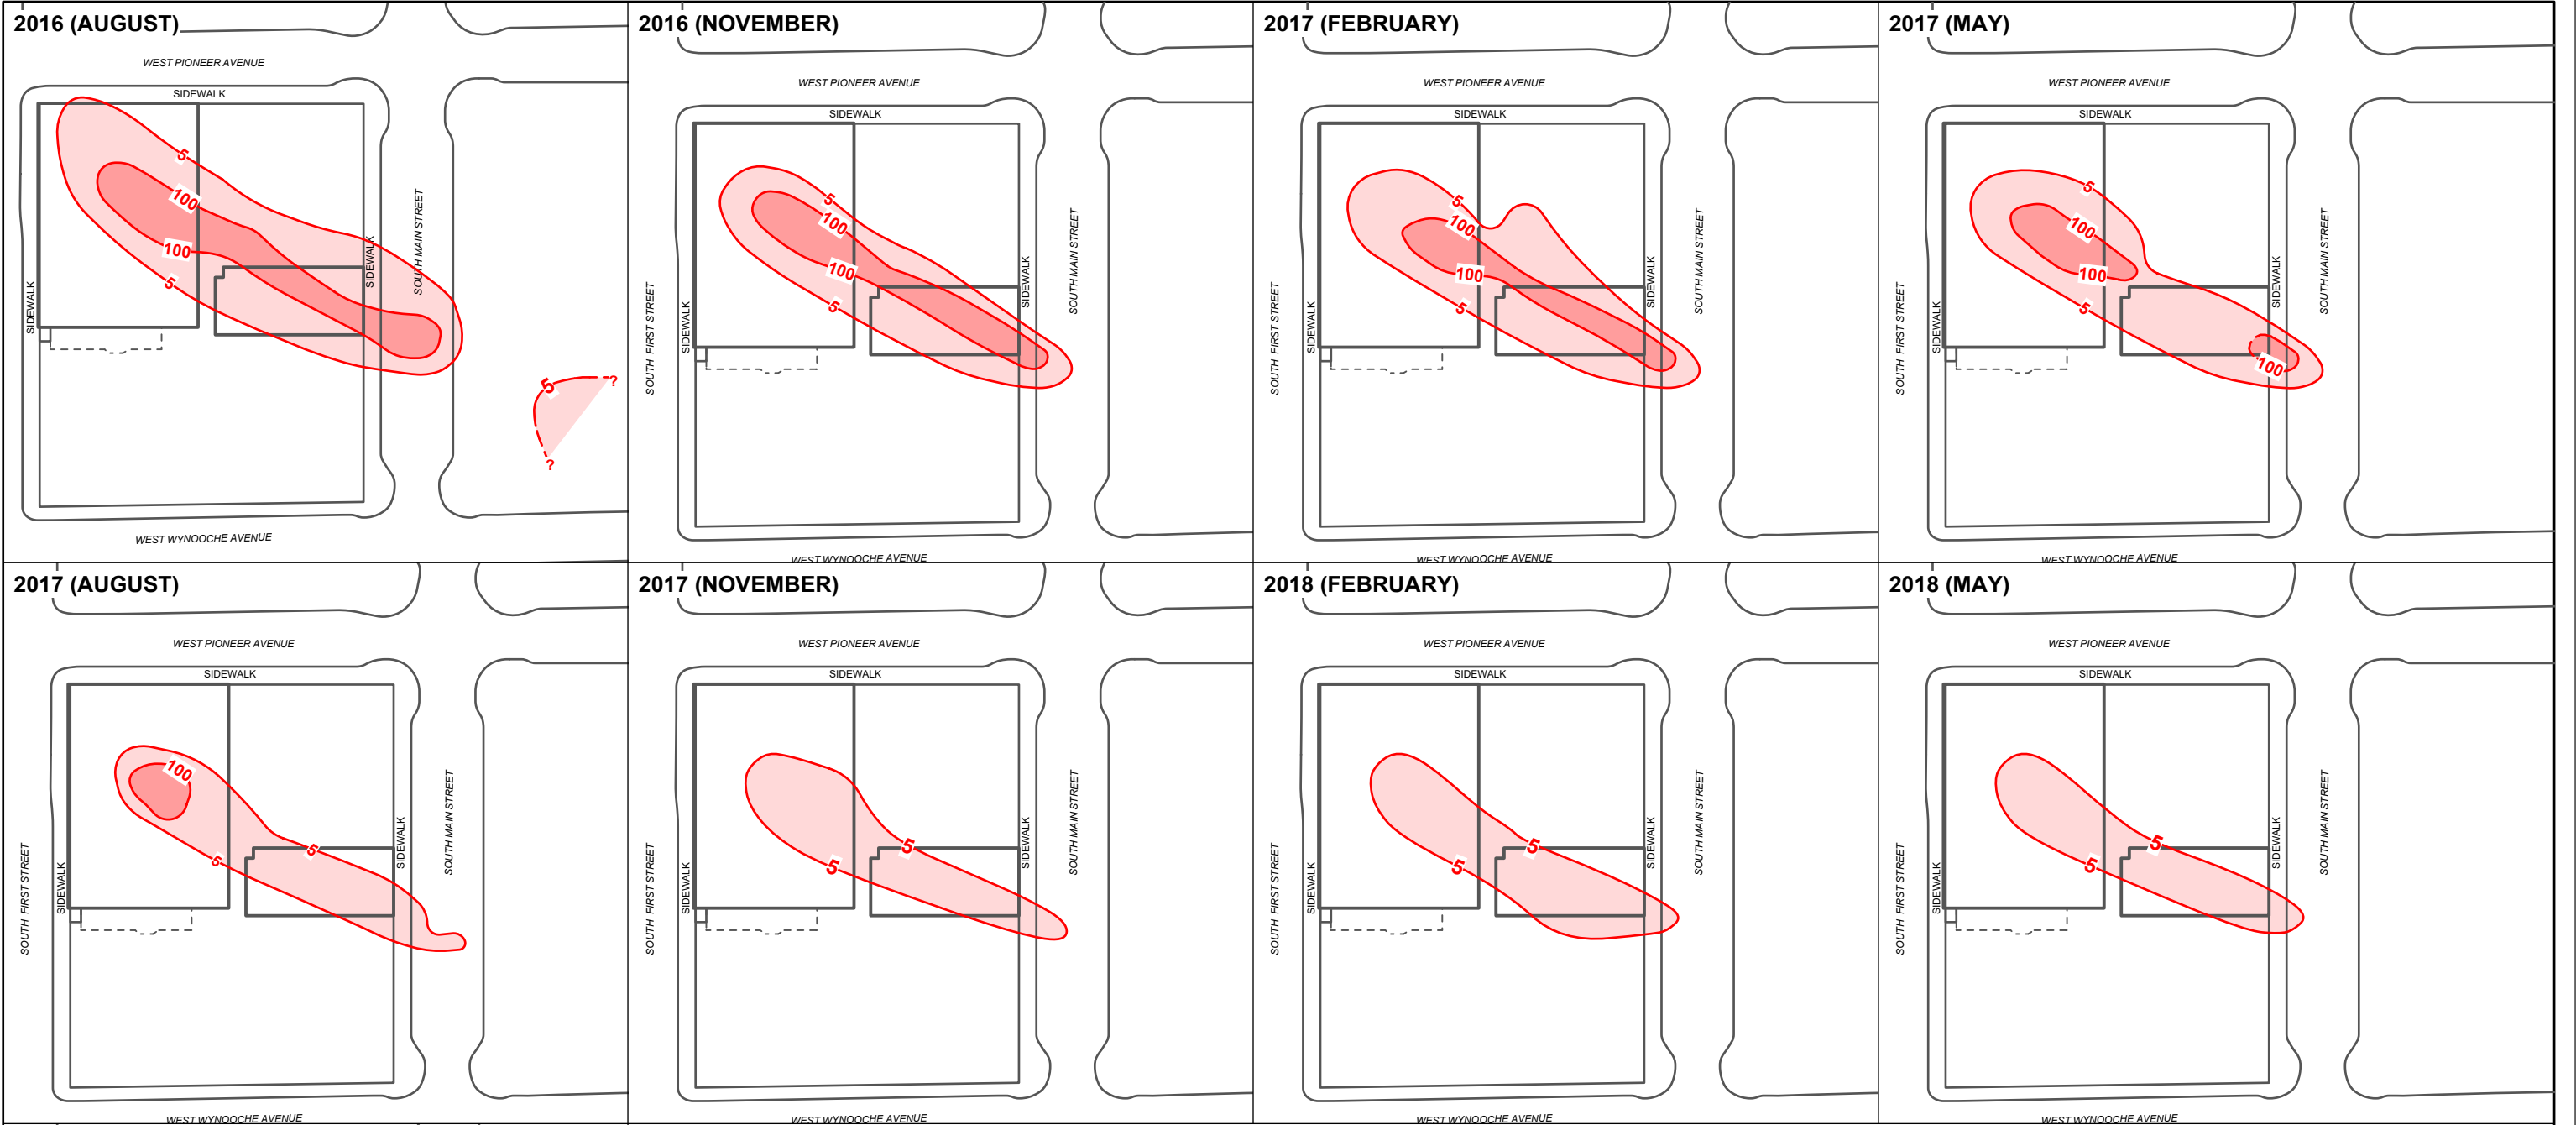 2016 (AUGUST)
WEST PIONEER AVENUE
SIDEWALK
5
100
SOUTH MAIN STREET
100
SIDEWALK
5
SIDEWALK
5
?
?
WEST WYNOOCHE AVENUE
2016 (NOVEMBER)
WEST PIONEER AVENUE
SIDEWALK
5
100
SOUTH MAIN STREET
100
SIDEWALK
5
SOUTH FIRST STREET
SIDEWALK
WEST WYNOOCHE AVENUE
2017 (FEBRUARY)
WEST PIONEER AVENUE
SIDEWALK
5
100
SOUTH MAIN STREET
100
SIDEWALK
5
SOUTH FIRST STREET
SIDEWALK
WEST WYNOOCHE AVENUE
2017 (MAY)
WEST PIONEER AVENUE
SIDEWALK
5
100
SOUTH MAIN STREET
100
SIDEWALK
5
SOUTH FIRST STREET
SIDEWALK
100
WEST WYNOOCHE AVENUE
2017 (AUGUST)
WEST PIONEER AVENUE
SIDEWALK
100
SOUTH MAIN STREET
5
5
SIDEWALK
SOUTH FIRST STREET
SIDEWALK
WEST WYNOOCHE AVENUE
2017 (NOVEMBER)
WEST PIONEER AVENUE
SIDEWALK
SOUTH MAIN STREET
5
5
SIDEWALK
SOUTH FIRST STREET
SIDEWALK
WEST WYNOOCHE AVENUE
2018 (FEBRUARY)
WEST PIONEER AVENUE
SIDEWALK
SOUTH MAIN STREET
5
5
SIDEWALK
SOUTH FIRST STREET
SIDEWALK
WEST WYNOOCHE AVENUE
2018 (MAY)
WEST PIONEER AVENUE
SIDEWALK
SOUTH MAIN STREET
5
5
SIDEWALK
SOUTH FIRST STREET
SIDEWALK
WEST WYNOOCHE AVENUE